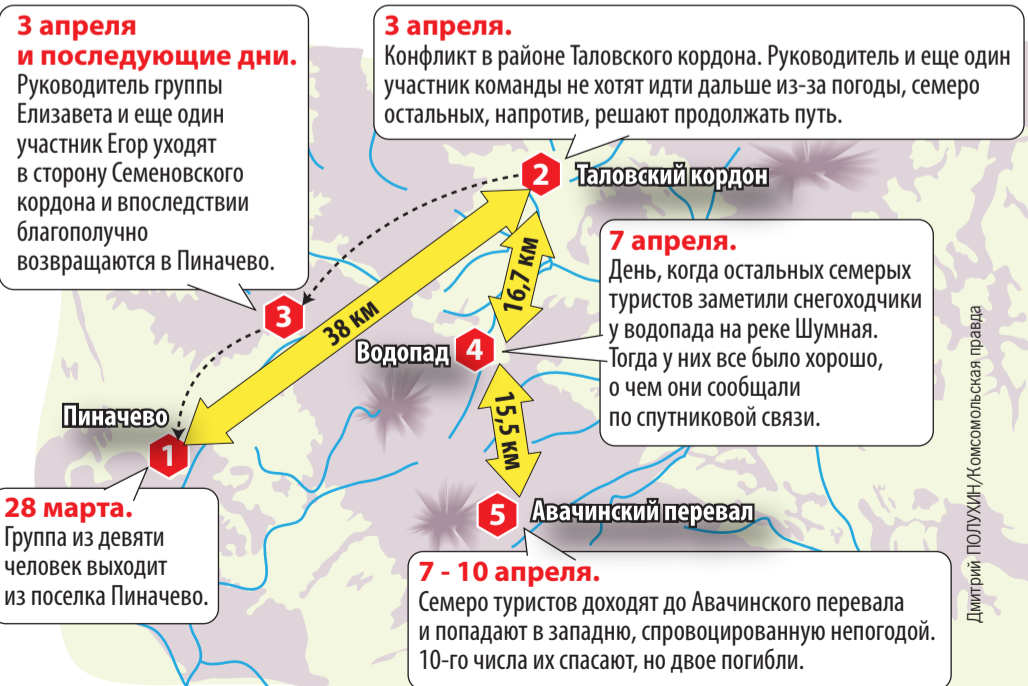 3 апреля
и последующие дни.
Руководитель группы
Елизавета и еще один
участник Егор уходят
в сторону Семеновского
кордона и впоследствии
благополучно
возвращаются в Пиначево.
3 апреля.
Конфликт в районе Таловского кордона. Руководитель и еще один
участник команды не хотят идти дальше из-за погоды, семеро
остальных, напротив, решают продолжать путь.
2
Таловский кордон
7 апреля.
День, когда остальных семерых
туристов заметили снегоходчики
у водопада на реке Шумная.
Тогда у них все было хорошо,
о чем они сообщали
по спутниковой связи.
16,7 км
3
38 км
Водопад
4
Пиначево
1
15,5 км
28 марта.
Группа из девяти
человек выходит
из поселка Пиначево.
5
Авачинский перевал
7 - 10 апреля.
Семеро туристов доходят до Авачинского перевала
и попадают в западню, спровоцированную непогодой.
10-го числа их спасают, но двое погибли.
Дмитрий ПОЛУХИН/Комсомольская правда